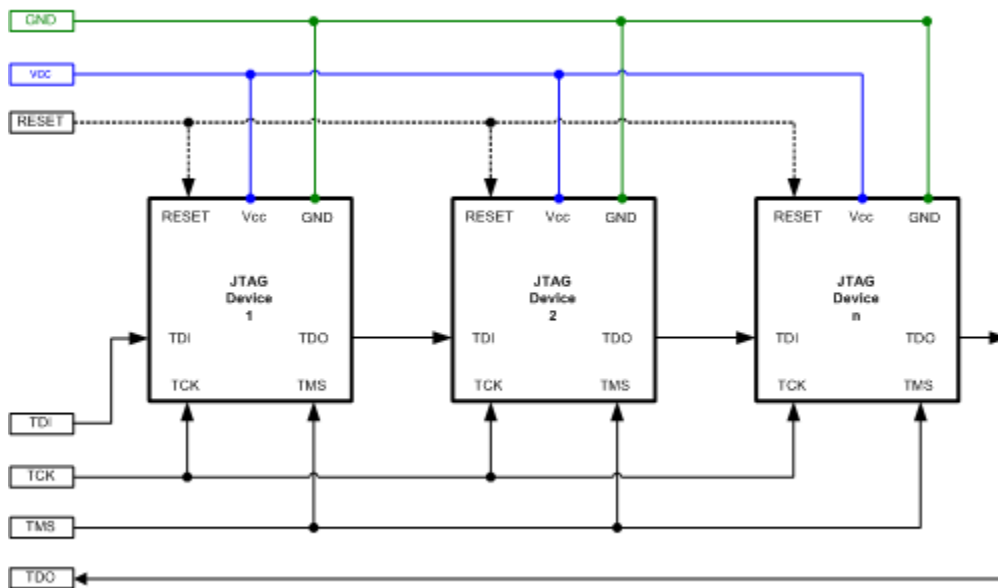 GND
Vcc
RESET
RESET Vcc GND
JTAG
Device
1
TDI TDO
TCK TMS
RESET Vcc GND
JTAG
Device
2
TDI TDO
TCK TMS
RESET Vcc GND
JTAG
Device
n
TDI TDO
TCK TMS
TDI
TCK
TMS
TDO